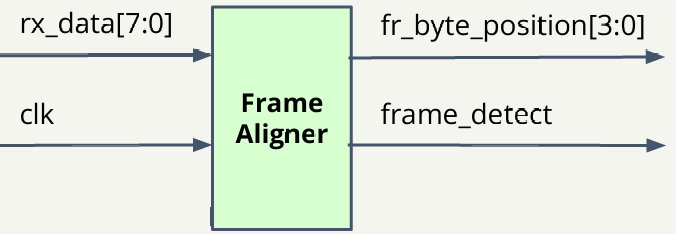 rx_data[7:0]
fr_byte_position[3:0]
clk
Frame
Aligner
frame_detect